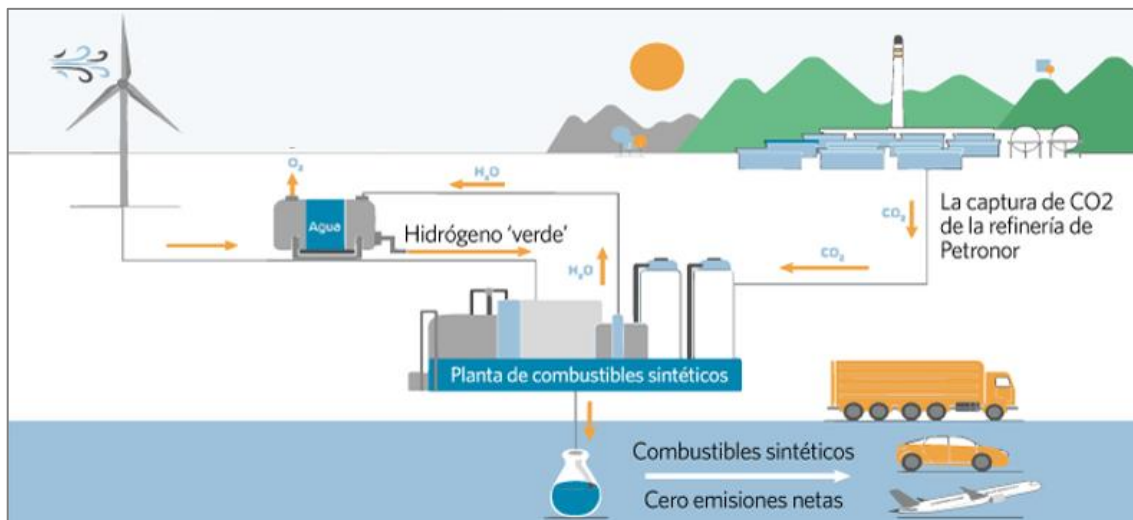 O₂
H₂O
Agua
Hidrógeno ‘verde’
H₂O
CO₂
CO₂
La captura de CO2
de la refinería de
Petronor
Planta de combustibles sintéticos
Combustibles sintéticos
Cero emisiones netas